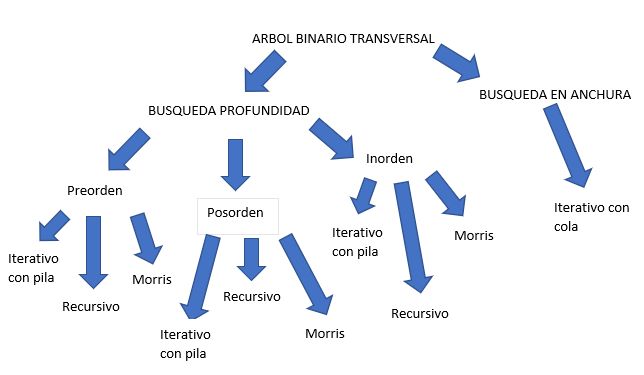 ARBOL BINARIO TRANSVERSAL
BUSQUEDA PROFUNDIDAD
BUSQUEDA EN ANCHURA
Preorden
Posorden
Inorden
Iterativo
con pila
Recursivo
Morris
Iterativo
con pila
Recursivo
Morris
Iterativo
con pila
Recursivo
Morris
Iterativo con
cola